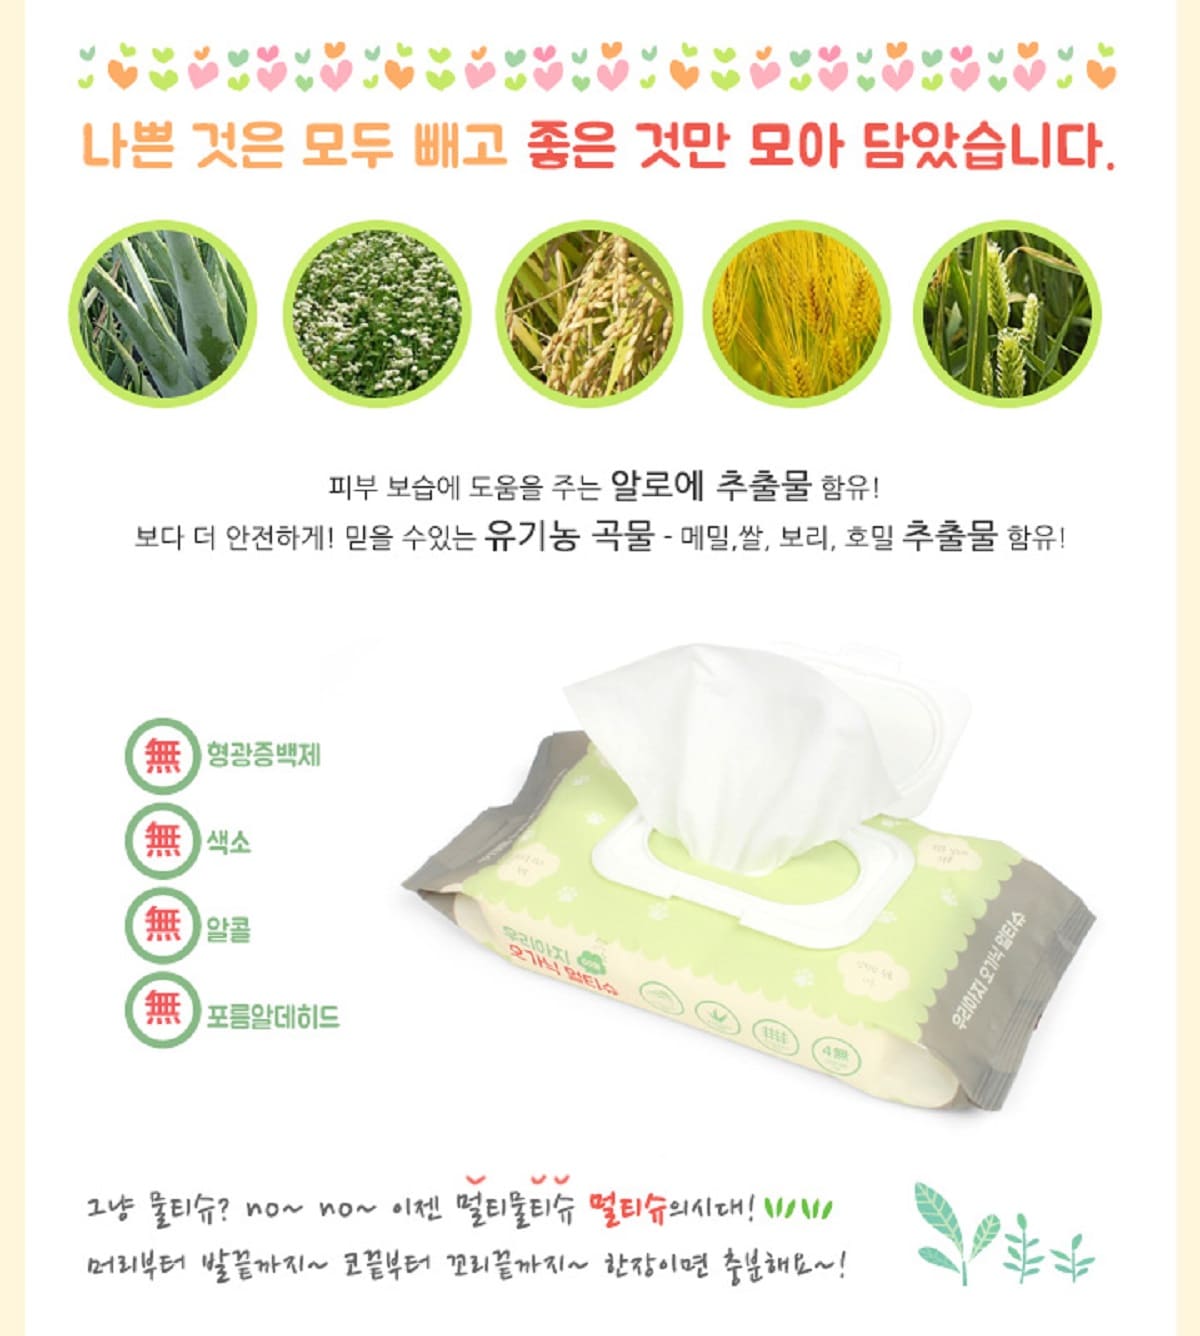 나쁜 것은 모두 빼고 좋은 것만 모아 담았습니다.
피부 보습에 도움을 주는 알로에 추출물 함유!
보다 더 안전하게! 믿을 수있는 유기농 곡물 - 메밀,쌀, 보리, 호밀 추출물 함유!
無 형광증백제
無 색소
無 알콜
無 포름알데히드
우리아지
오가닉 멀티슈
우리아지 오가닉 멀티슈
4無
그냥 물티슈? no~ no~ 이젠 멀티물티슈 멀티슈의시대!
머리부터 발끝까지~ 코끝부터 꼬리끝까지~ 한장이면 충분해요~!